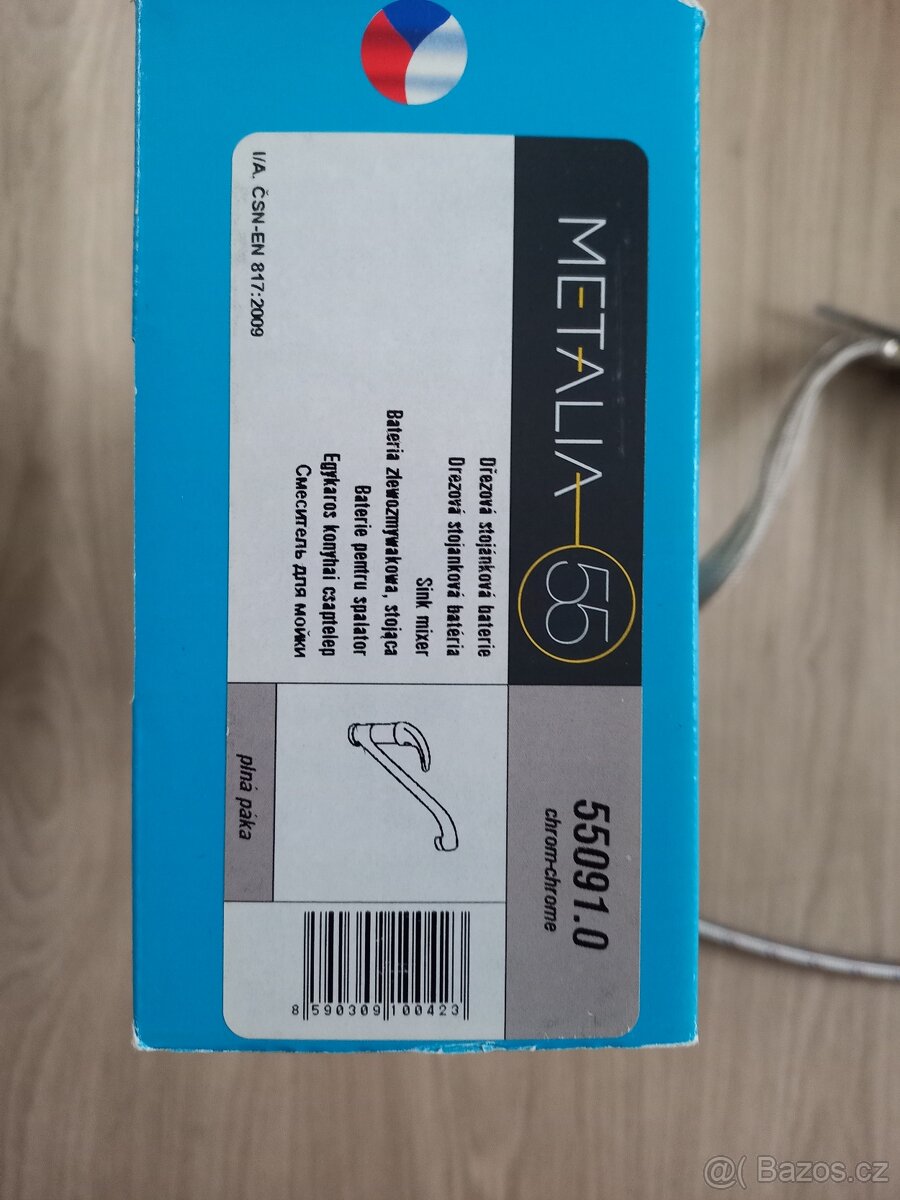 METALIA 55
55091.0
chrom-chrome
Dřezová stojánková baterie
Drezová stojanková batéria
Sink mixer
Bateria zlewozmywakowa, stojąca
Baterie pentru spalator
Egykaros konyhai csaptelep
Смеситель для мойки
I/A. ČSN-EN 817:2009
plná páka
8 590309 100423
@( Bazos.cz